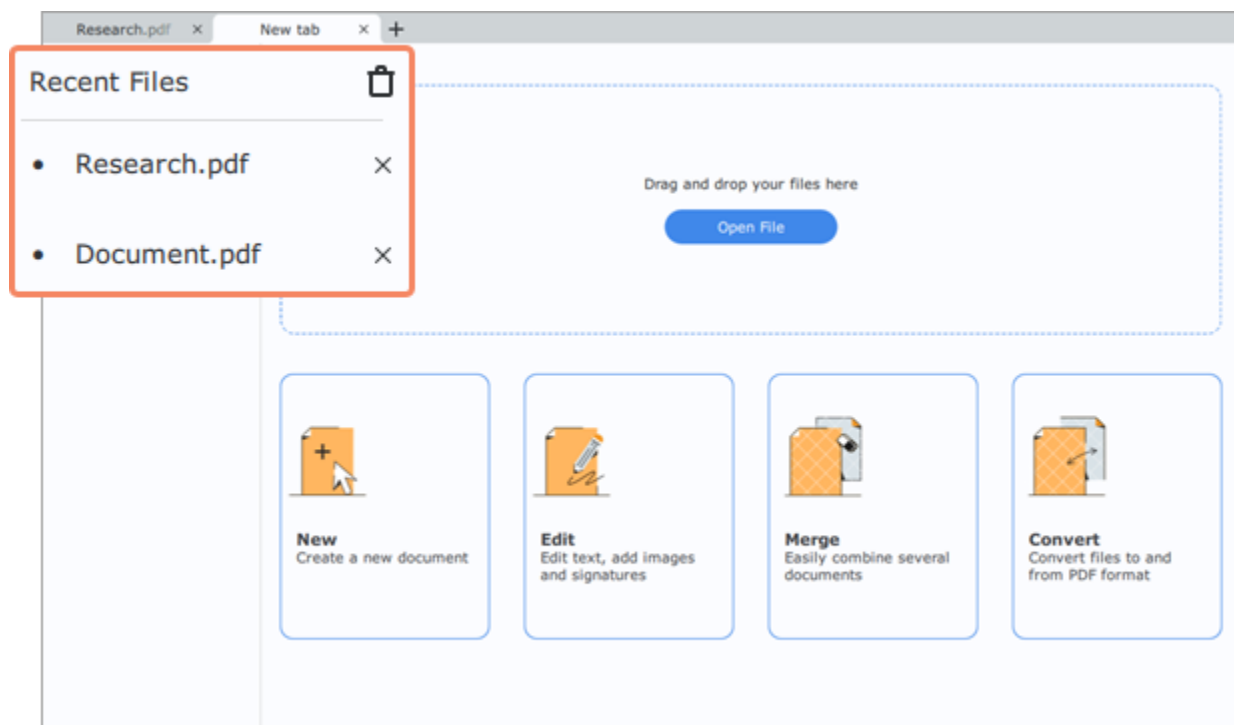 Research.pdf
New tab
Recent Files
• Research.pdf
• Document.pdf
Drag and drop your files here
Open File
New
Create a new document
Edit
Edit text, add images
and signatures
Merge
Easily combine several
documents
Convert
Convert files to and
from PDF format